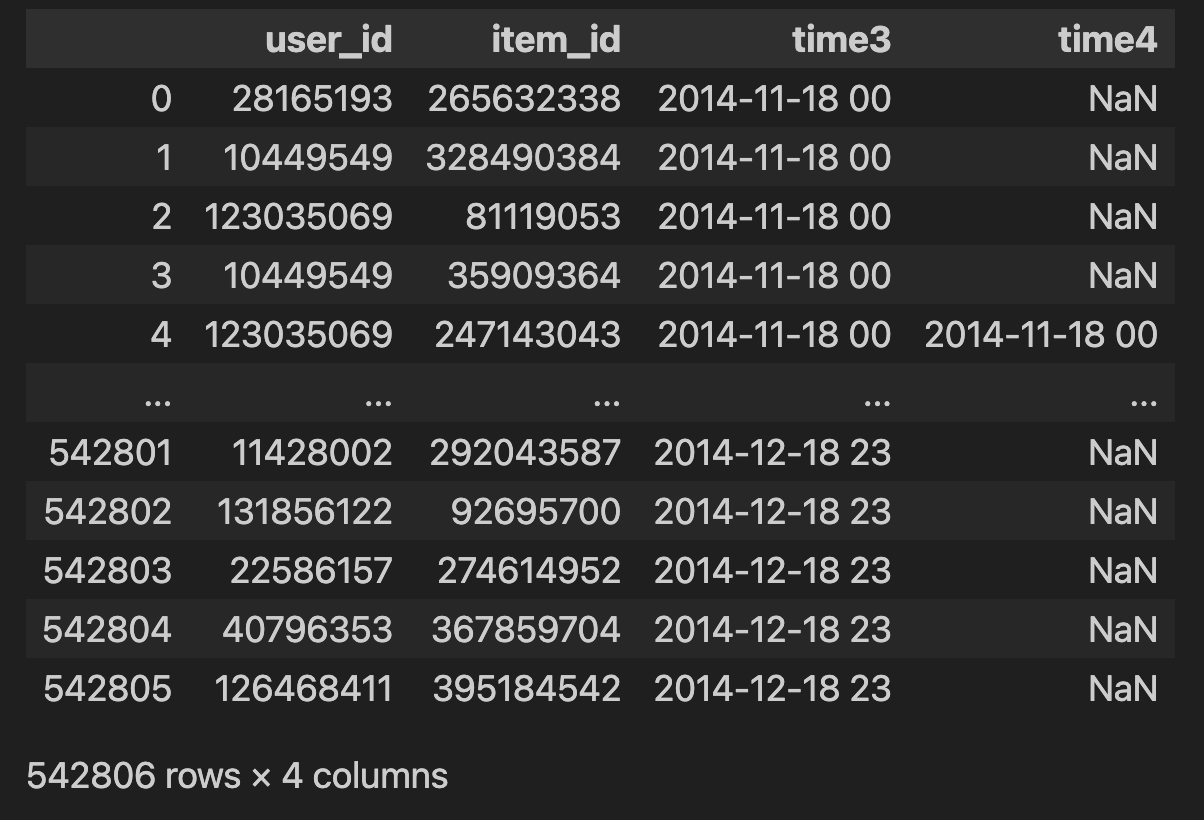 user_id item_id time3 time4
0 28165193 265632338 2014-11-18 00 NaN
1 10449549 328490384 2014-11-18 00 NaN
2 123035069 81119053 2014-11-18 00 NaN
3 10449549 35909364 2014-11-18 00 NaN
4 123035069 247143043 2014-11-18 00 2014-11-18 00
... ... ... ... ...
542801 11428002 292043587 2014-12-18 23 NaN
542802 131856122 92695700 2014-12-18 23 NaN
542803 22586157 274614952 2014-12-18 23 NaN
542804 40796353 367859704 2014-12-18 23 NaN
542805 126468411 395184542 2014-12-18 23 NaN
542806 rows × 4 columns